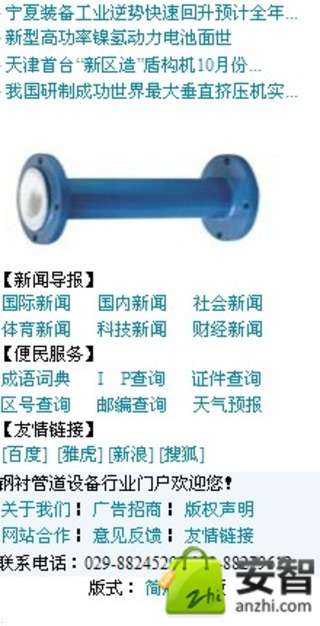 · 宁夏装备工业逆势快速回升预计全年...
· 新型高功率镍氢动力电池面世
· 天津首台“新区造”盾构机10月份...
· 我国研制成功世界最大垂直挤压机实...
【新闻导报】
国际新闻 国内新闻 社会新闻
体育新闻 科技新闻 财经新闻
【便民服务】
成语词典 I P查询 证件查询
区号查询 邮编查询 天气预报
【友情链接】
[百度] [雅虎] [新浪] [搜狐]
钢衬管道设备行业门户欢迎您!
关于我们 ¦ 广告招商 ¦ 版权声明
网站合作 ¦ 意见反馈 ¦ 友情链接
联系电话：029-8824520
版式：简
安智
zhi
anzhi.com